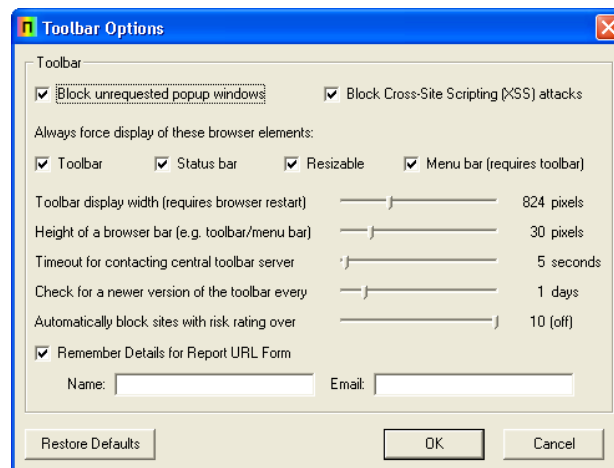 Toolbar Options
Toolbar
Block unrequested popup windows Block Cross-Site Scripting (XSS) attacks
Always force display of these browser elements:
Toolbar Status bar Resizable Menu bar (requires toolbar)
Toolbar display width (requires browser restart) 824 pixels
Height of a browser bar (e.g. toolbar/menu bar) 30 pixels
Timeout for contacting central toolbar server 5 seconds
Check for a newer version of the toolbar every 1 days
Automatically block sites with risk rating over 10 (off)
Remember Details for Report URL Form
Name: Email:
Restore Defaults OK Cancel